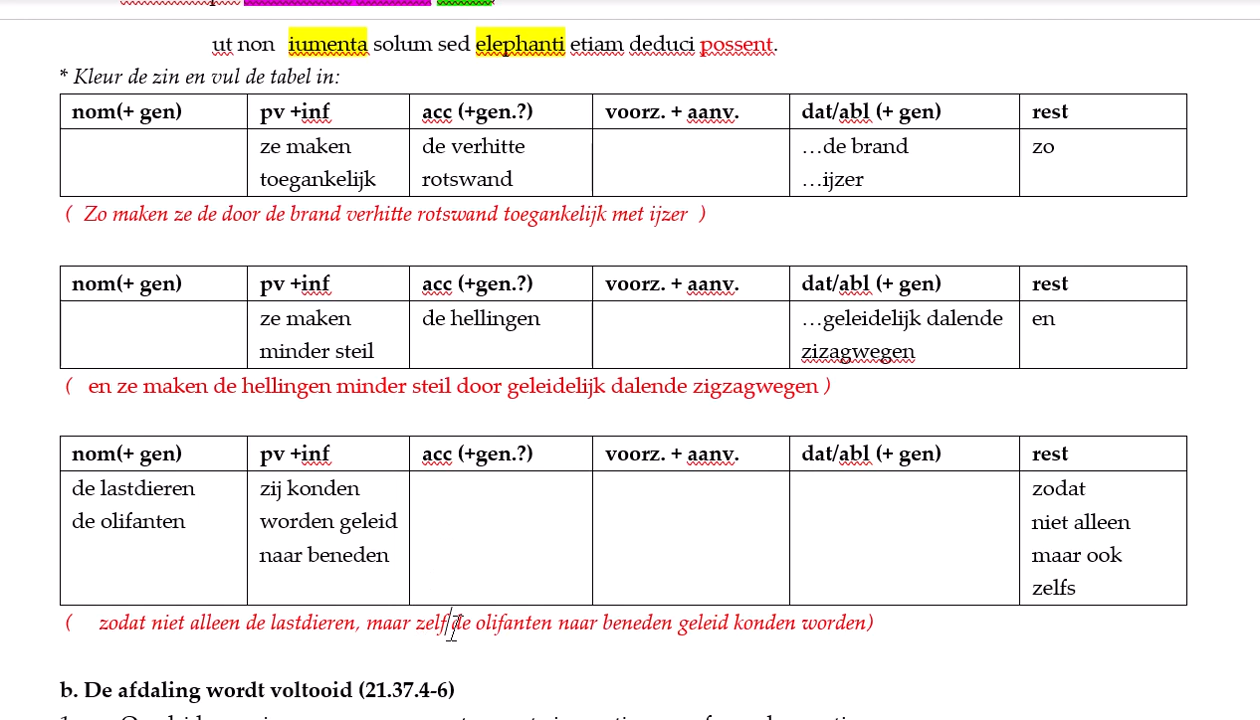 ut non iumenta solum sed elephanti etiam deduci possent.
* Kleur de zin en vul de tabel in:
nom(+ gen) pv +inf acc (+gen.?) voorz. + aanv. dat/abl (+ gen) rest
ze maken de verhitte …de brand zo
toegankelijk rotswand …ijzer
( Zo maken ze de door de brand verhitte rotswand toegankelijk met ijzer )
nom(+ gen) pv +inf acc (+gen.?) voorz. + aanv. dat/abl (+ gen) rest
ze maken de hellingen …geleidelijk dalende en
minder steil zizagwegen
( en ze maken de hellingen minder steil door geleidelijk dalende zigzagwegen )
nom(+ gen) pv +inf acc (+gen.?) voorz. + aanv. dat/abl (+ gen) rest
de lastdieren zij konden zodat
de olifanten worden geleid niet alleen
naar beneden maar ook
zelfs
( zodat niet alleen de lastdieren, maar zelf de olifanten naar beneden geleid konden worden)
b. De afdaling wordt voltooid (21.37.4-6)